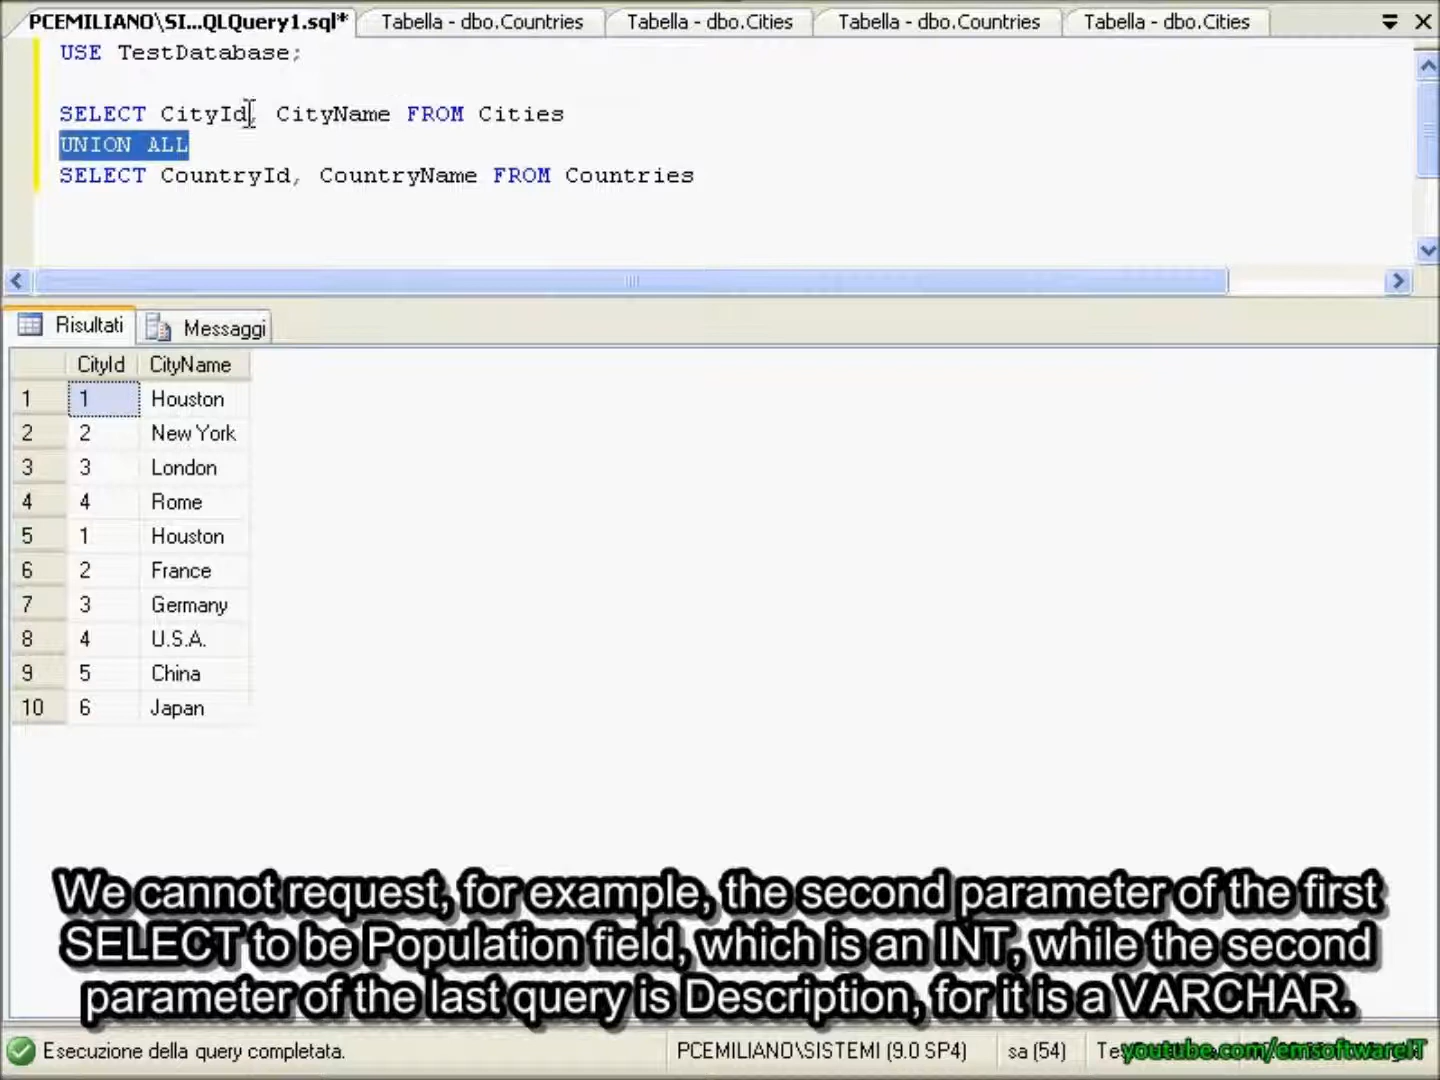 PCEMILIANO\SI...QLQuery1.sql* Tabella - dbo.Countries Tabella - dbo.Cities Tabella - dbo.Countries Tabella - dbo.Cities
USE TestDatabase;
SELECT CityId, CityName FROM Cities
UNION ALL
SELECT CountryId, CountryName FROM Countries
Risultati Messaggi
CityId CityName
1 1 Houston
2 2 New York
3 3 London
4 4 Rome
5 1 Houston
6 2 France
7 3 Germany
8 4 U.S.A.
9 5 China
10 6 Japan
We cannot request, for example, the second parameter of the first
SELECT to be Population field, which is an INT, while the second
parameter of the last query is Description, for it is a VARCHAR.
Esecuzione della query completata. PCEMILIANO\SISTEMI (9.0 SP4) sa (54) youtube.com/emsoftwareIT